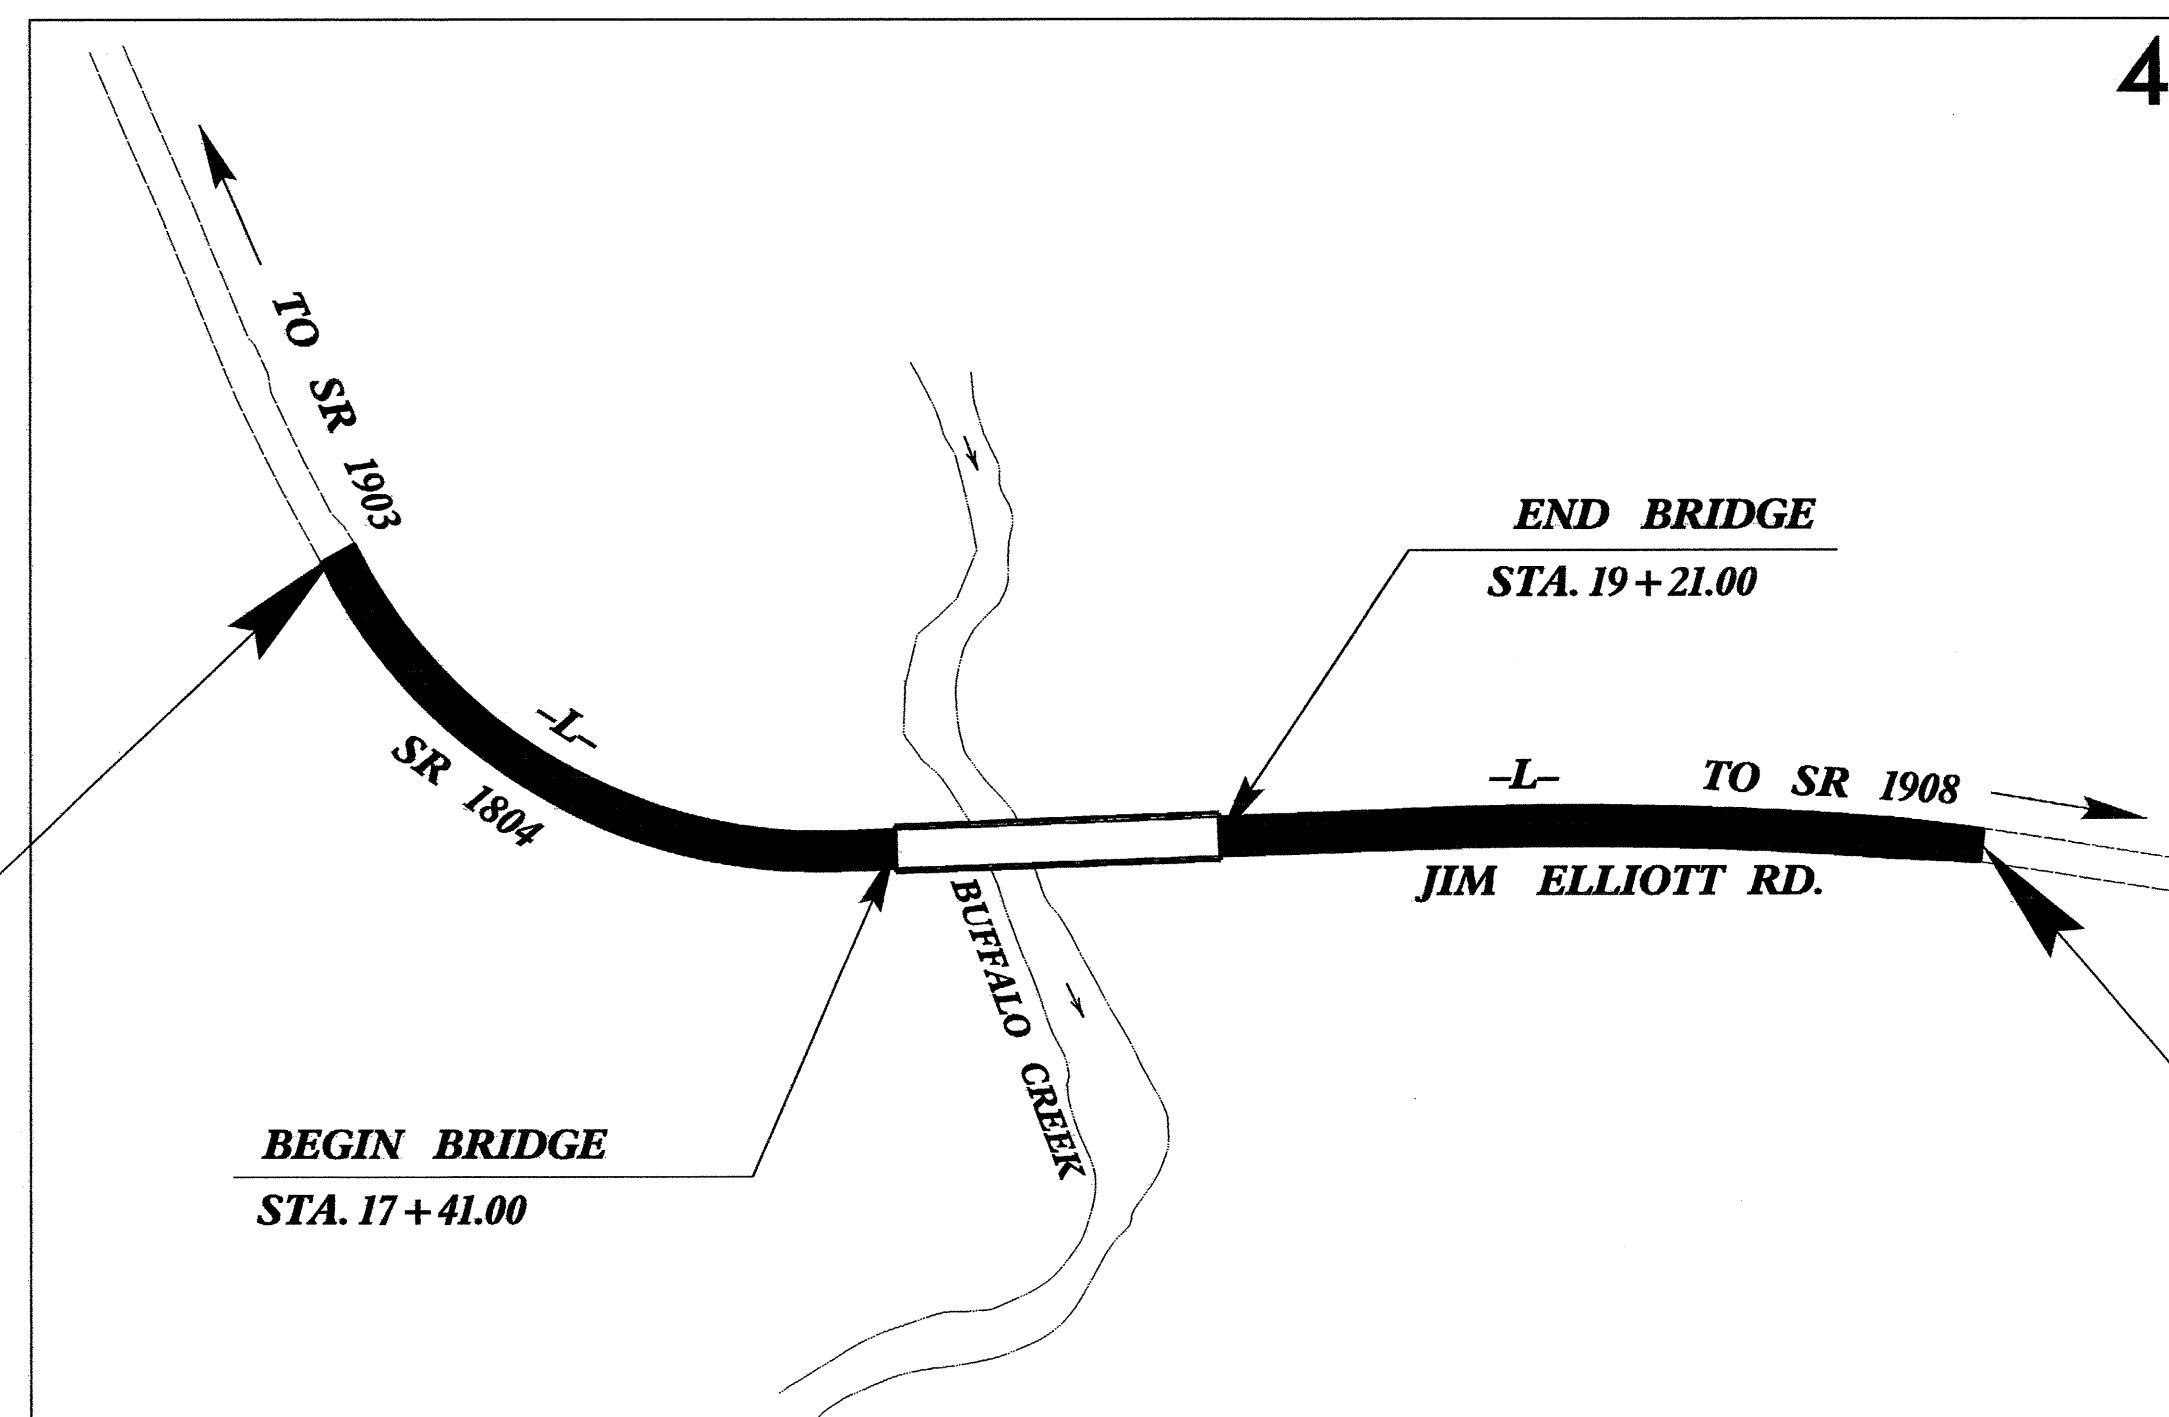 4
TO SR 1903
END BRIDGE
STA. 19+21.00
-L-
SR 1804
-L-
TO SR 1908
JIM ELLIOTT RD.
BUFFALO CREEK
BEGIN BRIDGE
STA. 17+41.00